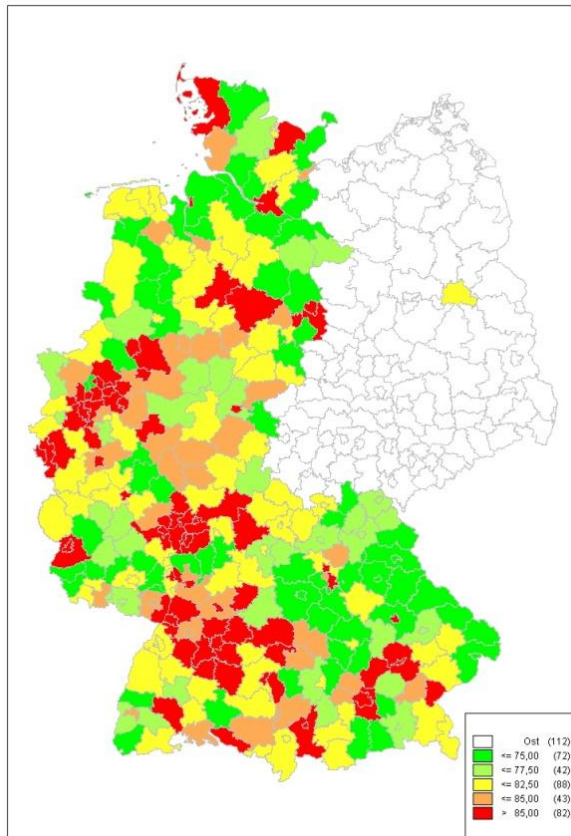 Ost (112)
<= 75,00 (72)
<= 77,50 (42)
<= 82,50 (88)
<= 85,00 (43)
> 85,00 (82)